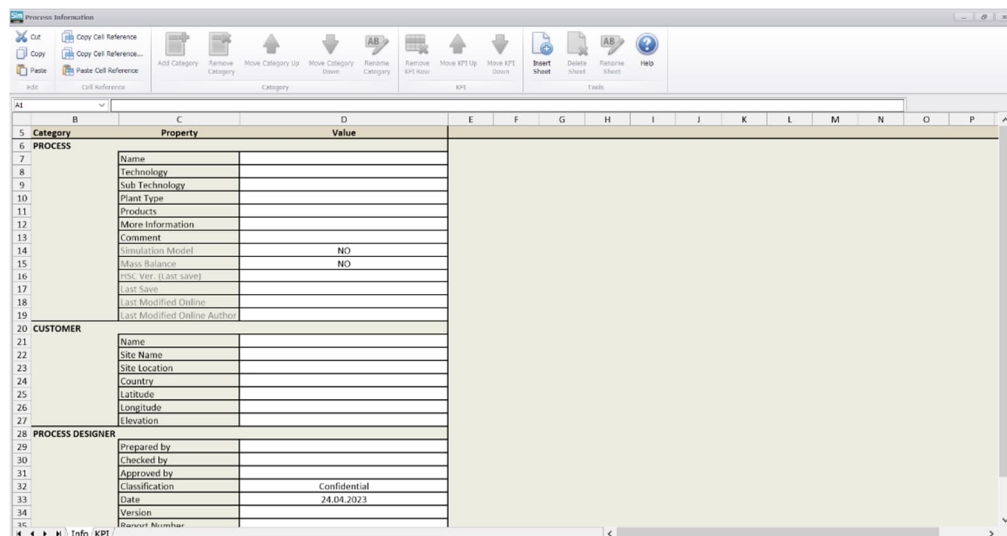 Sim Process Information
Cut
Copy
Paste
Edit
Copy Cell Reference
Copy Cell Reference...
Paste Cell Reference
Cell Reference
Add Category
Remove Category
Move Category Up
Move Category Down
AB Rename Category
Category
Remove KPI Row
Move KPI Up
Move KPI Down
KPI
Insert Sheet
Delete Sheet
AB Rename Sheet
Help
Tools
A1
B C D E F G H I J K L M N O P
5 Category Property Value
6 PROCESS
7 Name
8 Technology
9 Sub Technology
10 Plant Type
11 Products
12 More Information
13 Comment
14 Simulation Model NO
15 Mass Balance NO
16 HSC Ver. (Last save)
17 Last Save
18 Last Modified Online
19 Last Modified Online Author
20 CUSTOMER
21 Name
22 Site Name
23 Site Location
24 Country
25 Latitude
26 Longitude
27 Elevation
28 PROCESS DESIGNER
29 Prepared by
30 Checked by
31 Approved by
32 Classification Confidential
33 Date 24.04.2023
34 Version
35 Report Number
Info KPI